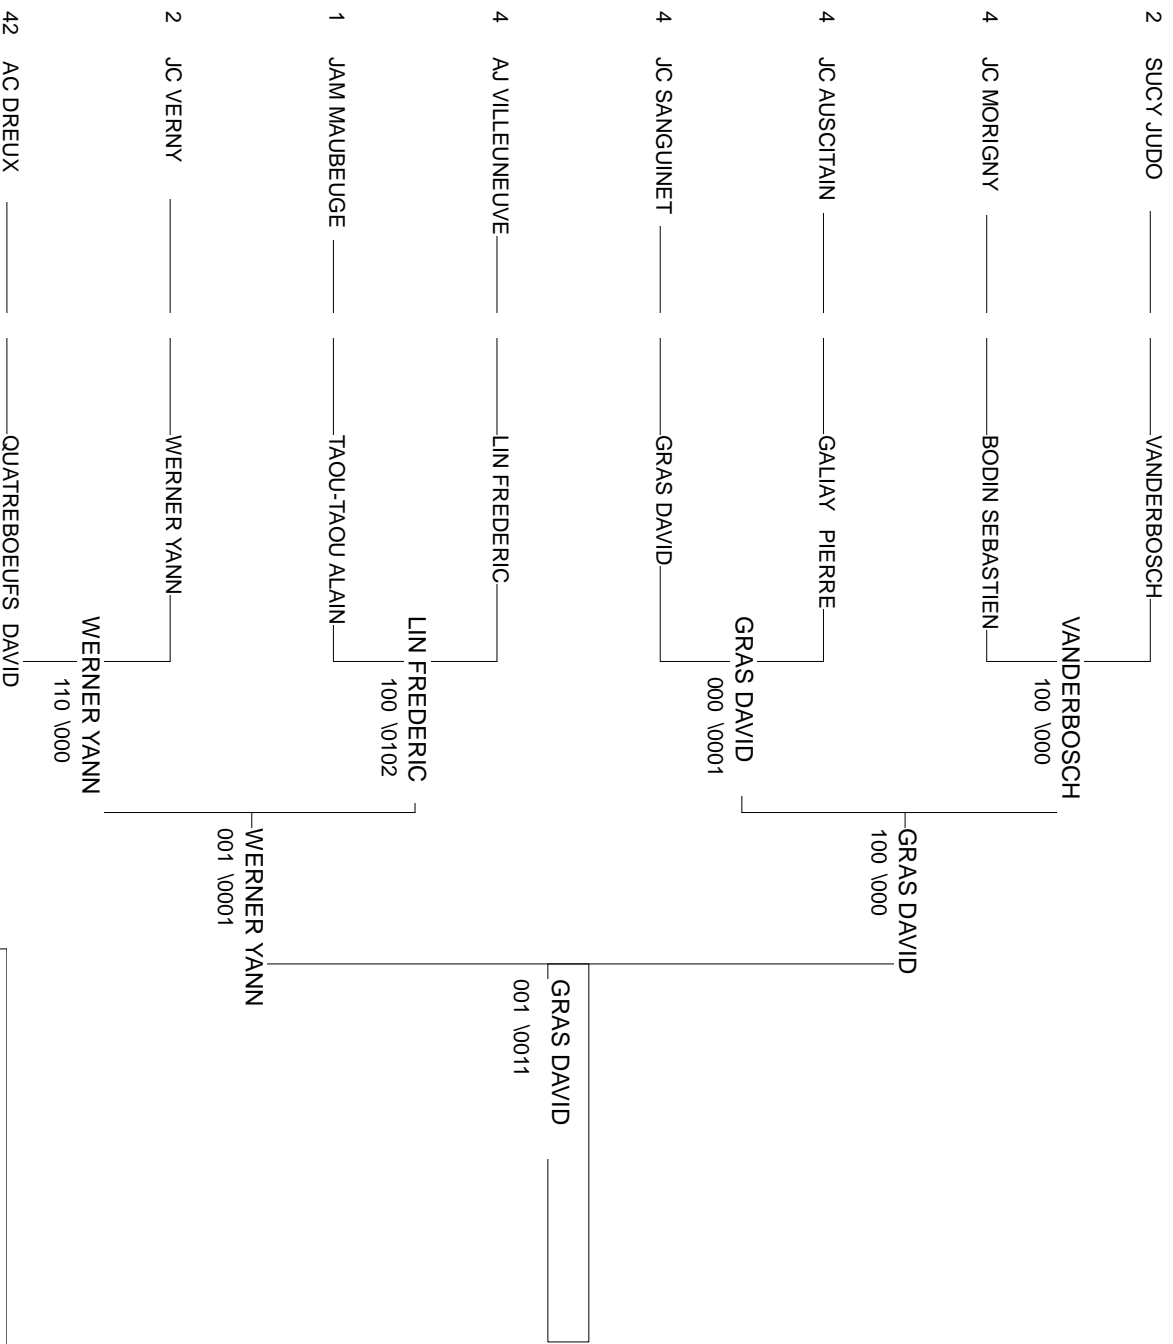 2 SUCY JUDO VANDERBOSCH
VANDERBOSCH
100 \000
4 JC MORIGNY BODIN SEBASTIEN
GRAS DAVID
100 \000
4 JC AUSCITAIN GALIAY PIERRE
GRAS DAVID
000 \0001
4 JC SANGUINET GRAS DAVID
GRAS DAVID
001 \0011
4 AJ VILLEUNEUVE LIN FREDERIC
LIN FREDERIC
100 \0102
1 JAM MAUBEUGE TAOU-TAOU ALAIN
WERNER YANN
001 \0001
2 JC VERNY WERNER YANN
WERNER YANN
110 \000
42 AC DREUX QUATREBOEUFS DAVID